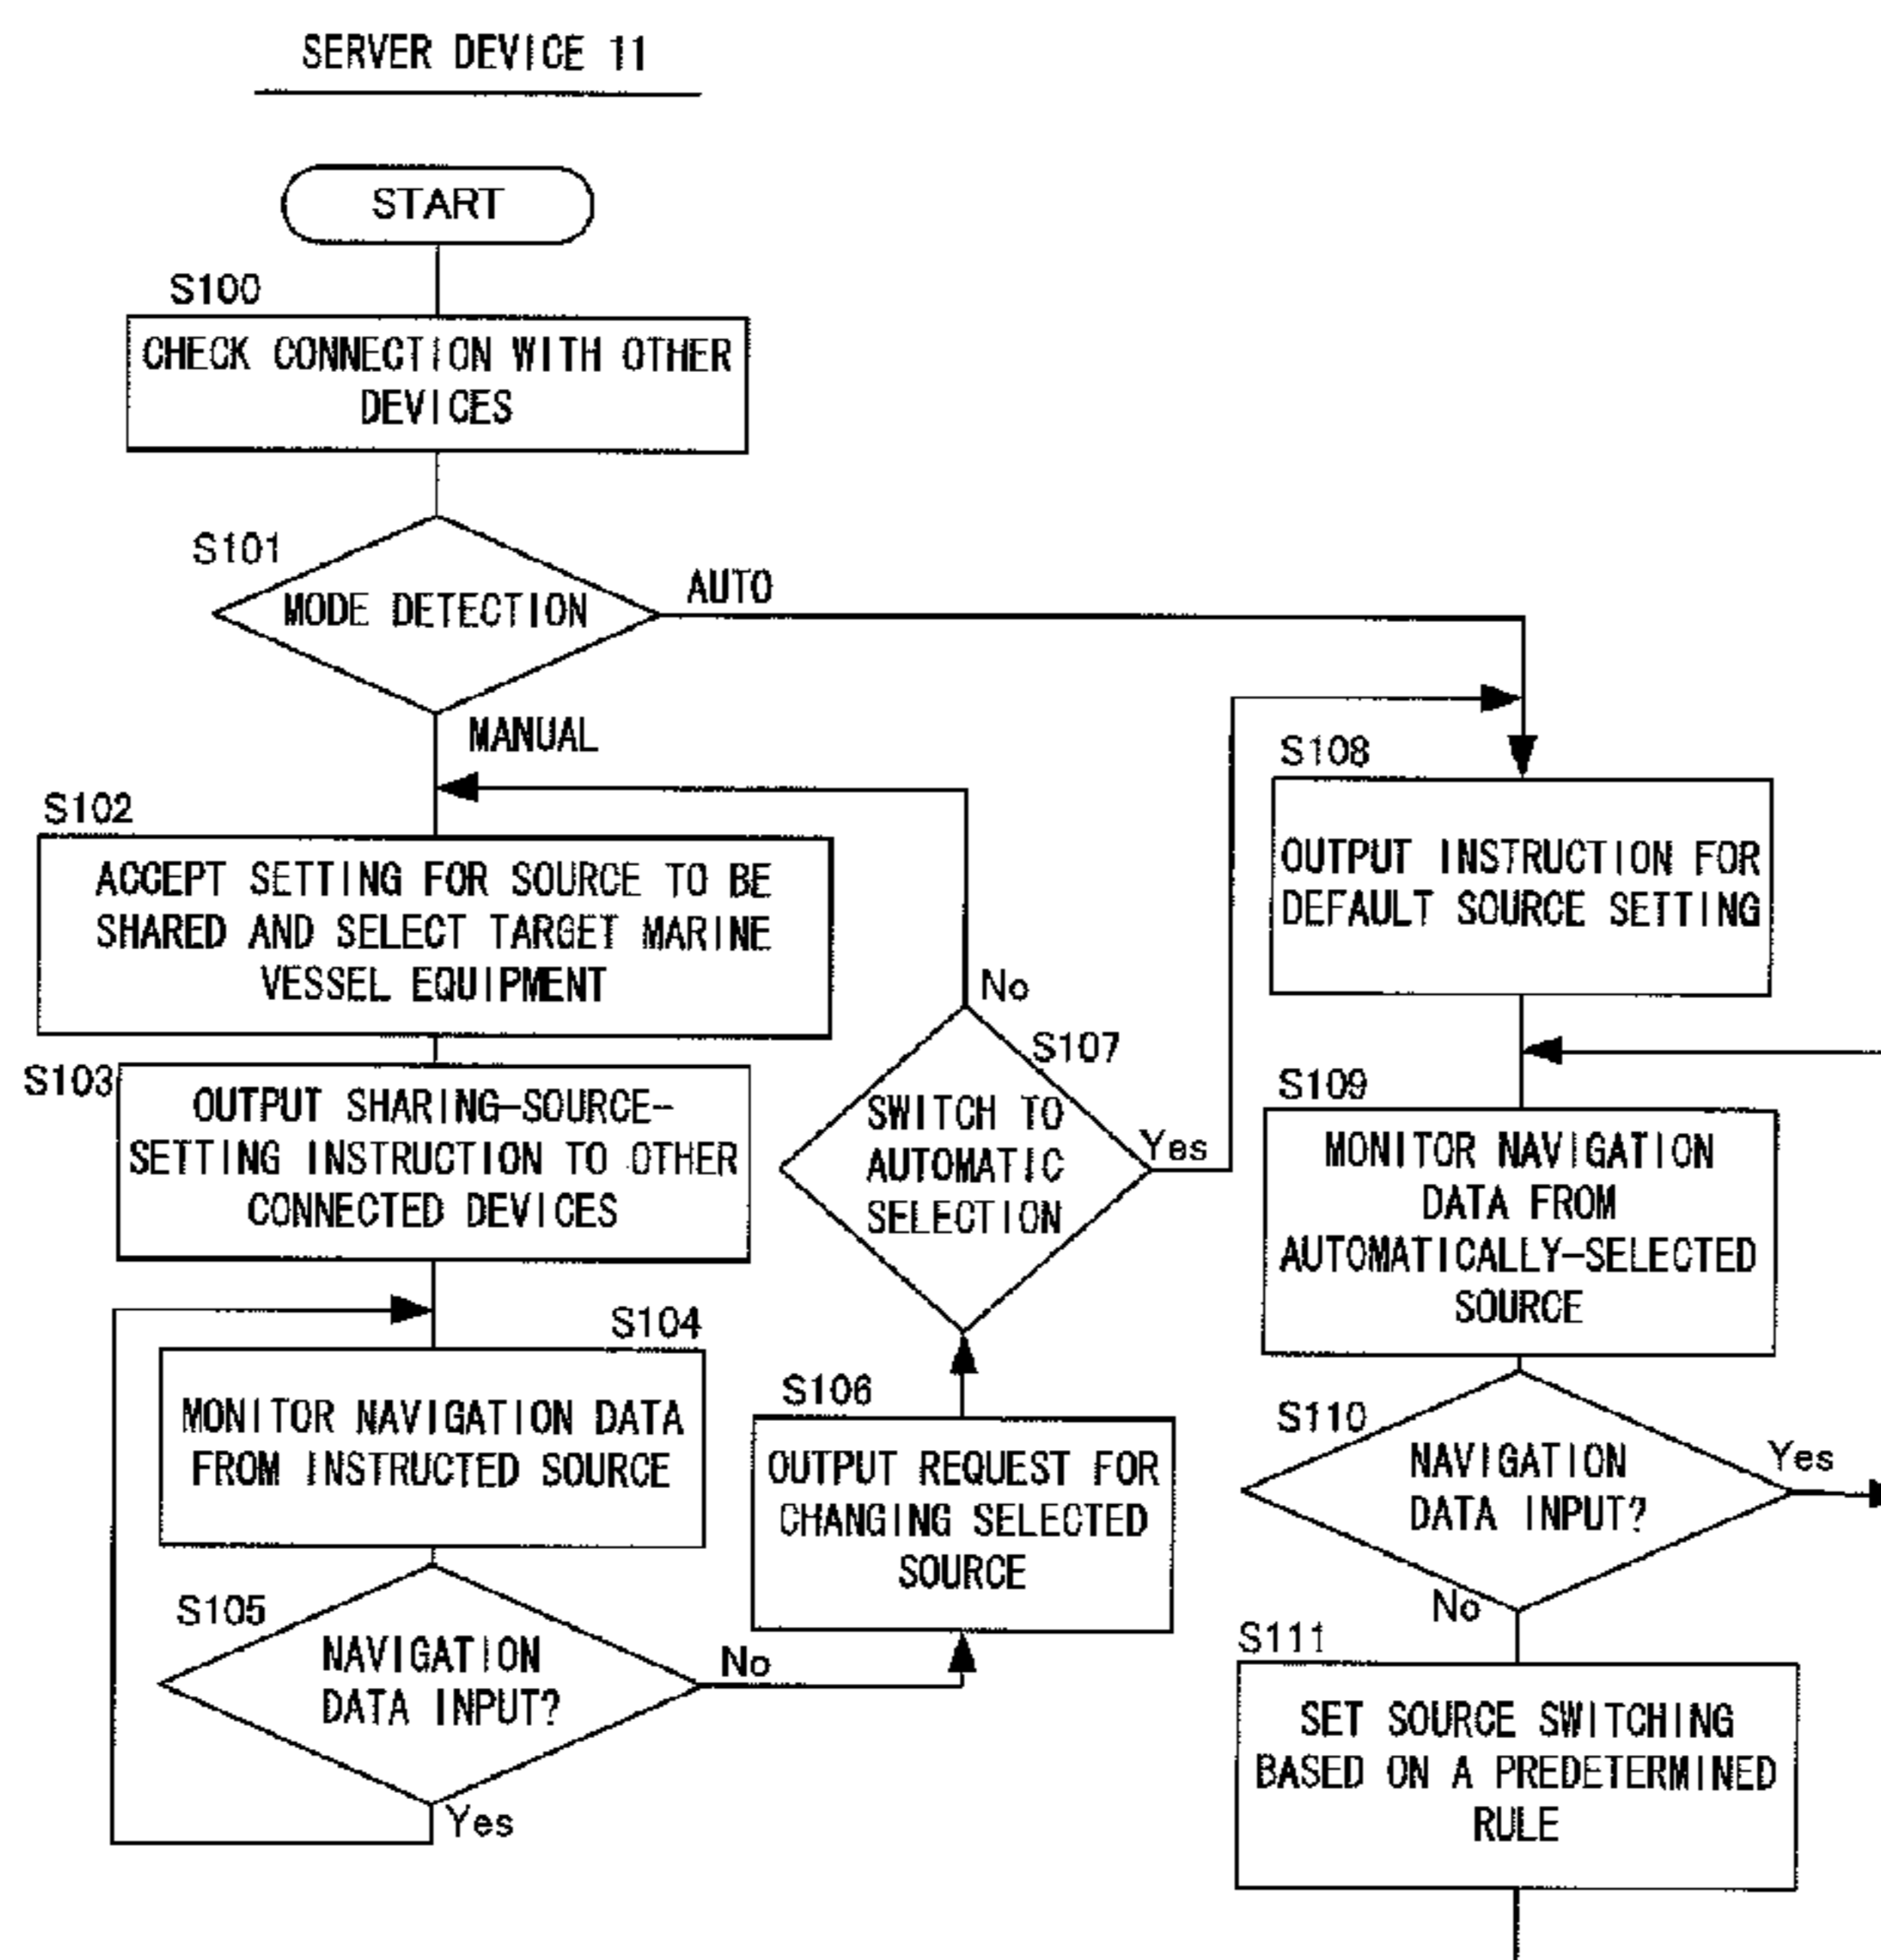 SERVER DEVICE 11
START
S100
CHECK CONNECTION WITH OTHER
DEVICES
S101
MODE DETECTION
AUTO
MANUAL
S102
ACCEPT SETTING FOR SOURCE TO BE
SHARED AND SELECT TARGET MARINE
VESSEL EQUIPMENT
S103
OUTPUT SHARING-SOURCE-
SETTING INSTRUCTION TO OTHER
CONNECTED DEVICES
S104
MONITOR NAVIGATION DATA
FROM INSTRUCTED SOURCE
S105
NAVIGATION
DATA INPUT?
No
Yes
S106
OUTPUT REQUEST FOR
CHANGING SELECTED
SOURCE
S107
SWITCH TO
AUTOMATIC
SELECTION
No
Yes
S108
OUTPUT INSTRUCTION FOR
DEFAULT SOURCE SETTING
S109
MONITOR NAVIGATION
DATA FROM
AUTOMATICALLY-SELECTED
SOURCE
S110
NAVIGATION
DATA INPUT?
Yes
No
S111
SET SOURCE SWITCHING
BASED ON A PREDETERMINED
RULE